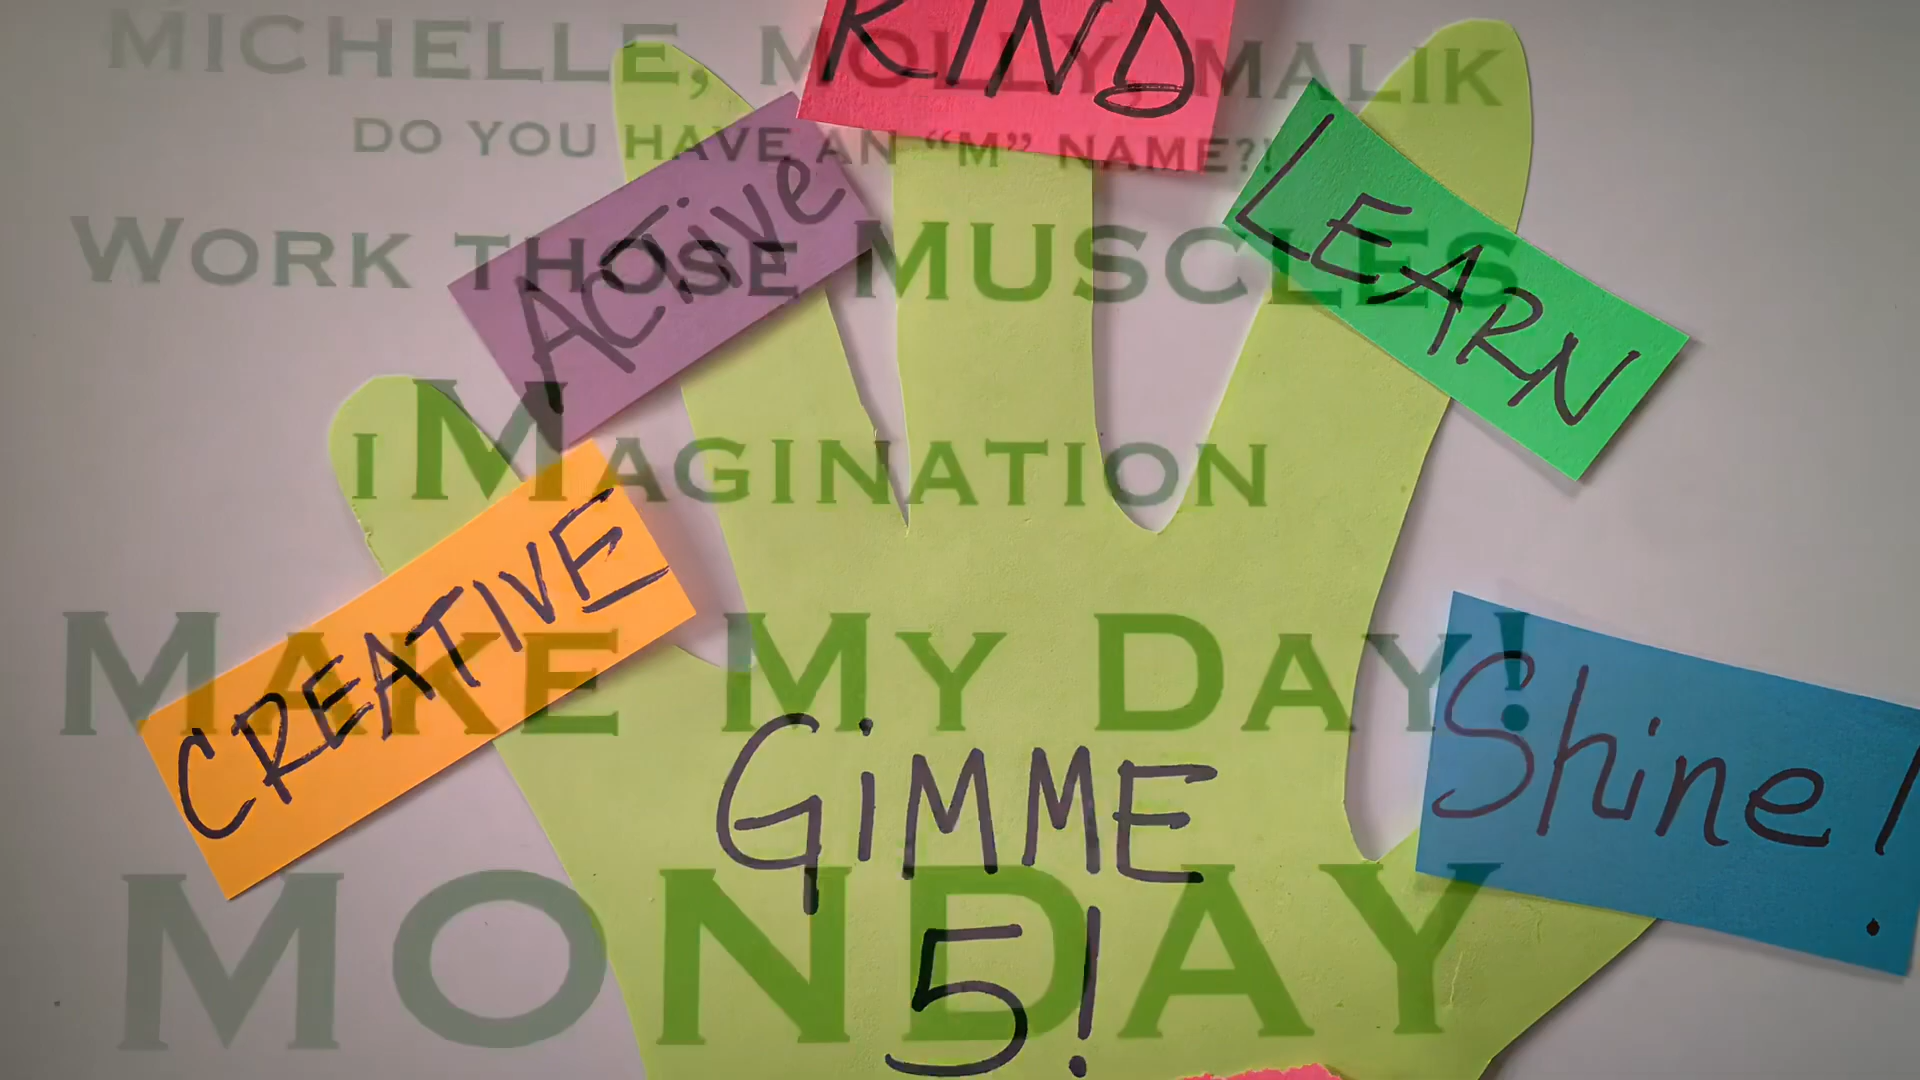 MICHELLE, MOLLY, MALIK
DO YOU HAVE AN “M” NAME?!
WORK THOSE MUSCLES
iMAGINATION
MAKE MY DAY!
MONDAY
KIND
ACTive
LEARN
CREATIVE
Shine!
GiMME
5!